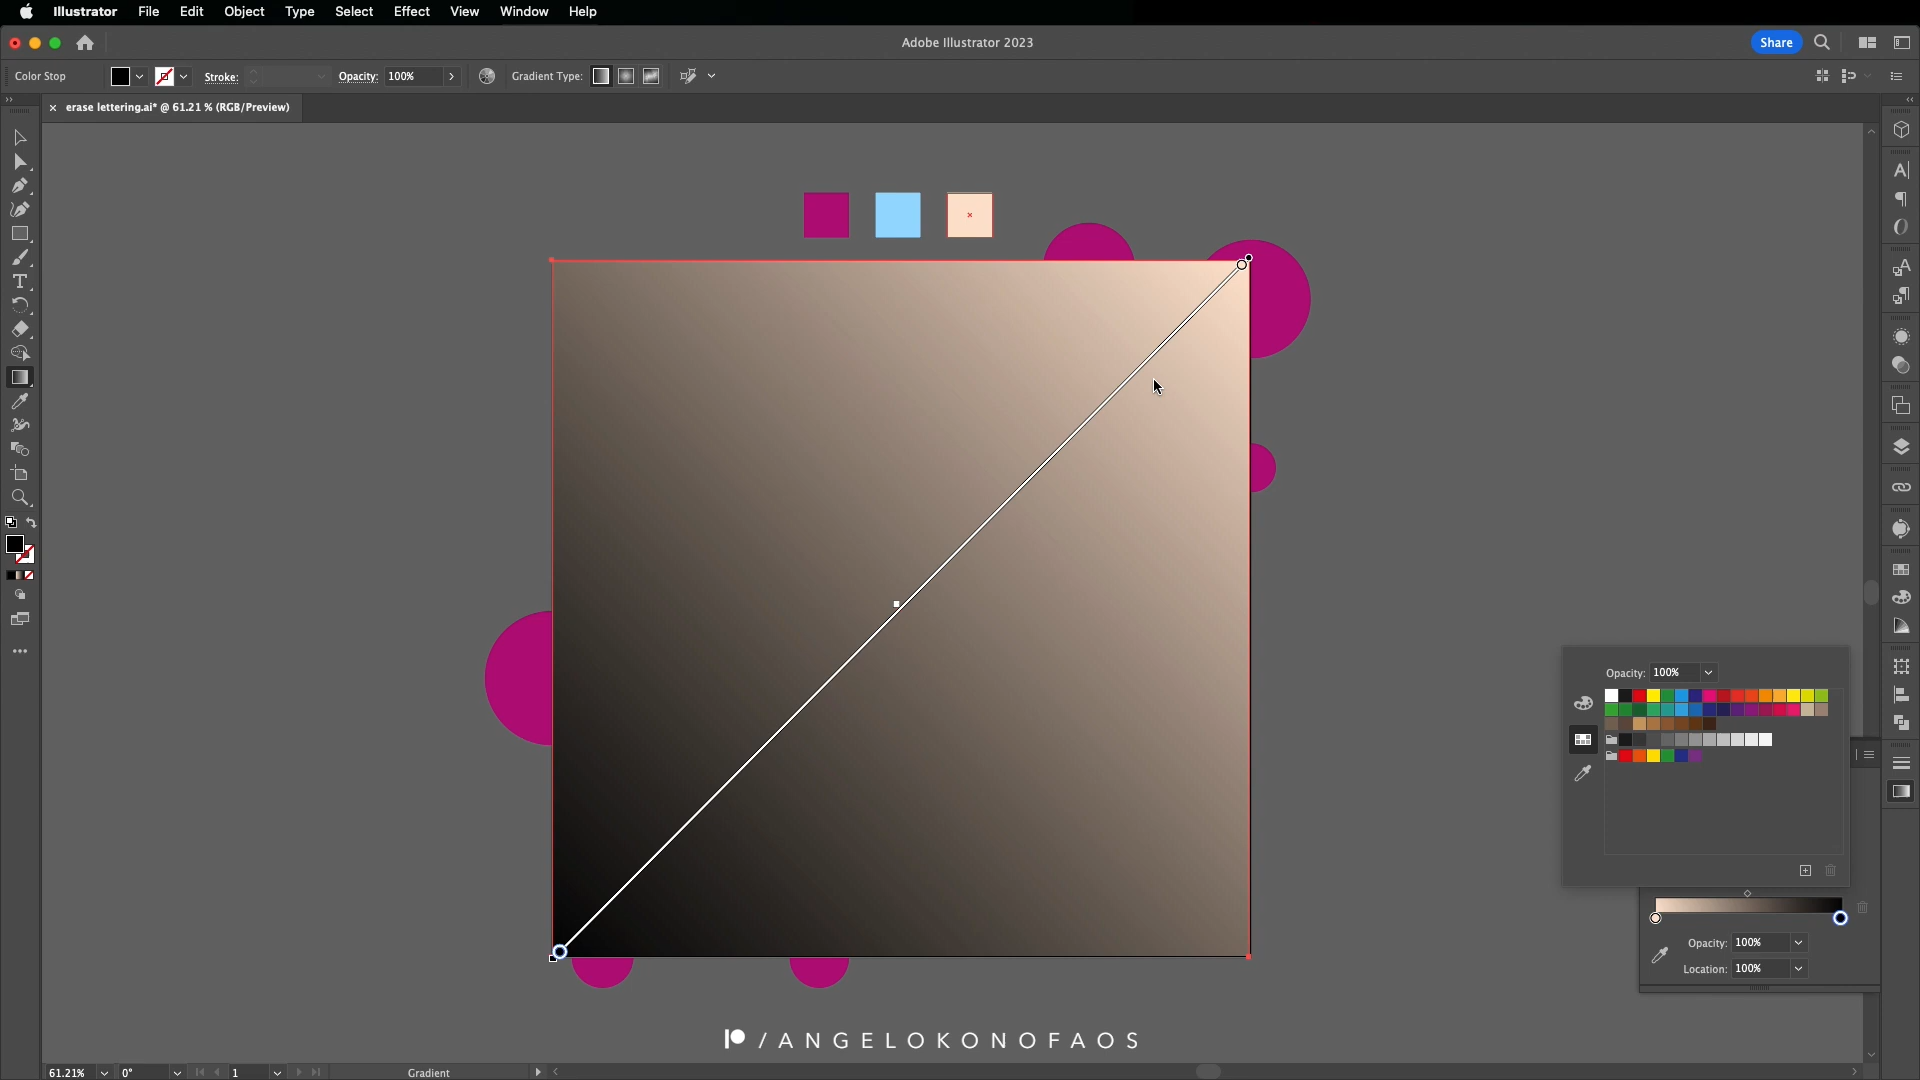 Illustrator File Edit Object Type Select Effect View Window Help
Adobe Illustrator 2023
Share
Color Stop
Stroke:
Opacity: 100%
Gradient Type:
× erase lettering.ai* @ 61.21 % (RGB/Preview)
Opacity: 100%
Opacity: 100%
Location: 100%
/ANGELOKONOFAOS
61.21% 0° 1 Gradient